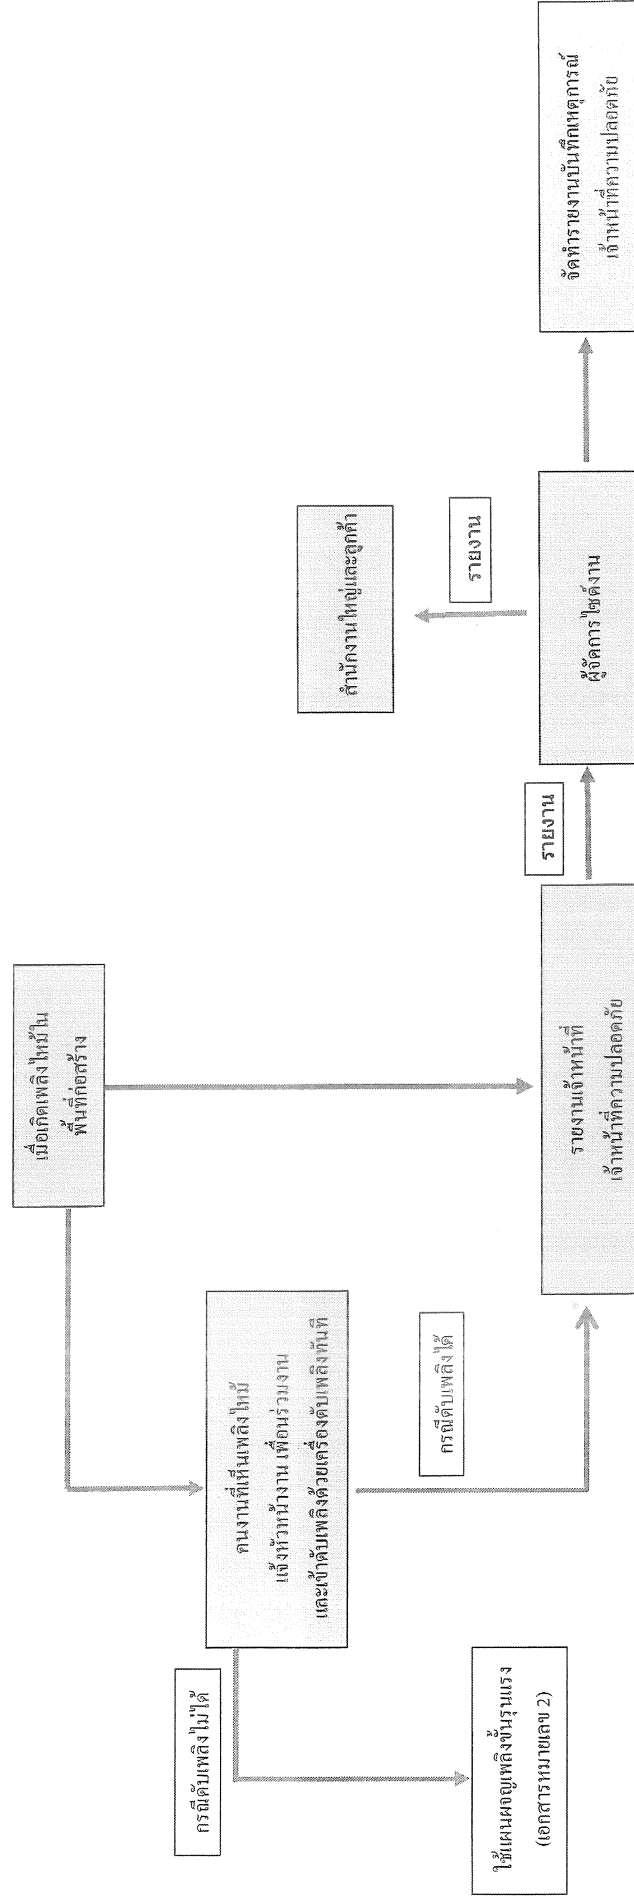 เมื่อเกิดเพลิงไหม้ใน
พื้นที่ก่อสร้าง
คนงานที่เห็นเพลิงไหม้
แจ้งหัวหน้างาน เพื่อนร่วมงาน
และเข้าดับเพลิงด้วยเครื่องดับเพลิงทันที
กรณีดับเพลิงไม่ได้
กรณีดับเพลิงได้
ใช้แผนผจญเพลิงขั้นรุนแรง
(เอกสารหมายเลข 2)
รายงานเจ้าหน้าที่
เจ้าหน้าที่ความปลอดภัย
รายงาน
ผู้จัดการไซด์งาน
รายงาน
สำนักงานใหญ่และลูกค้า
จัดทำรายงานบันทึกเหตุการณ์
เจ้าหน้าที่ความปลอดภัย